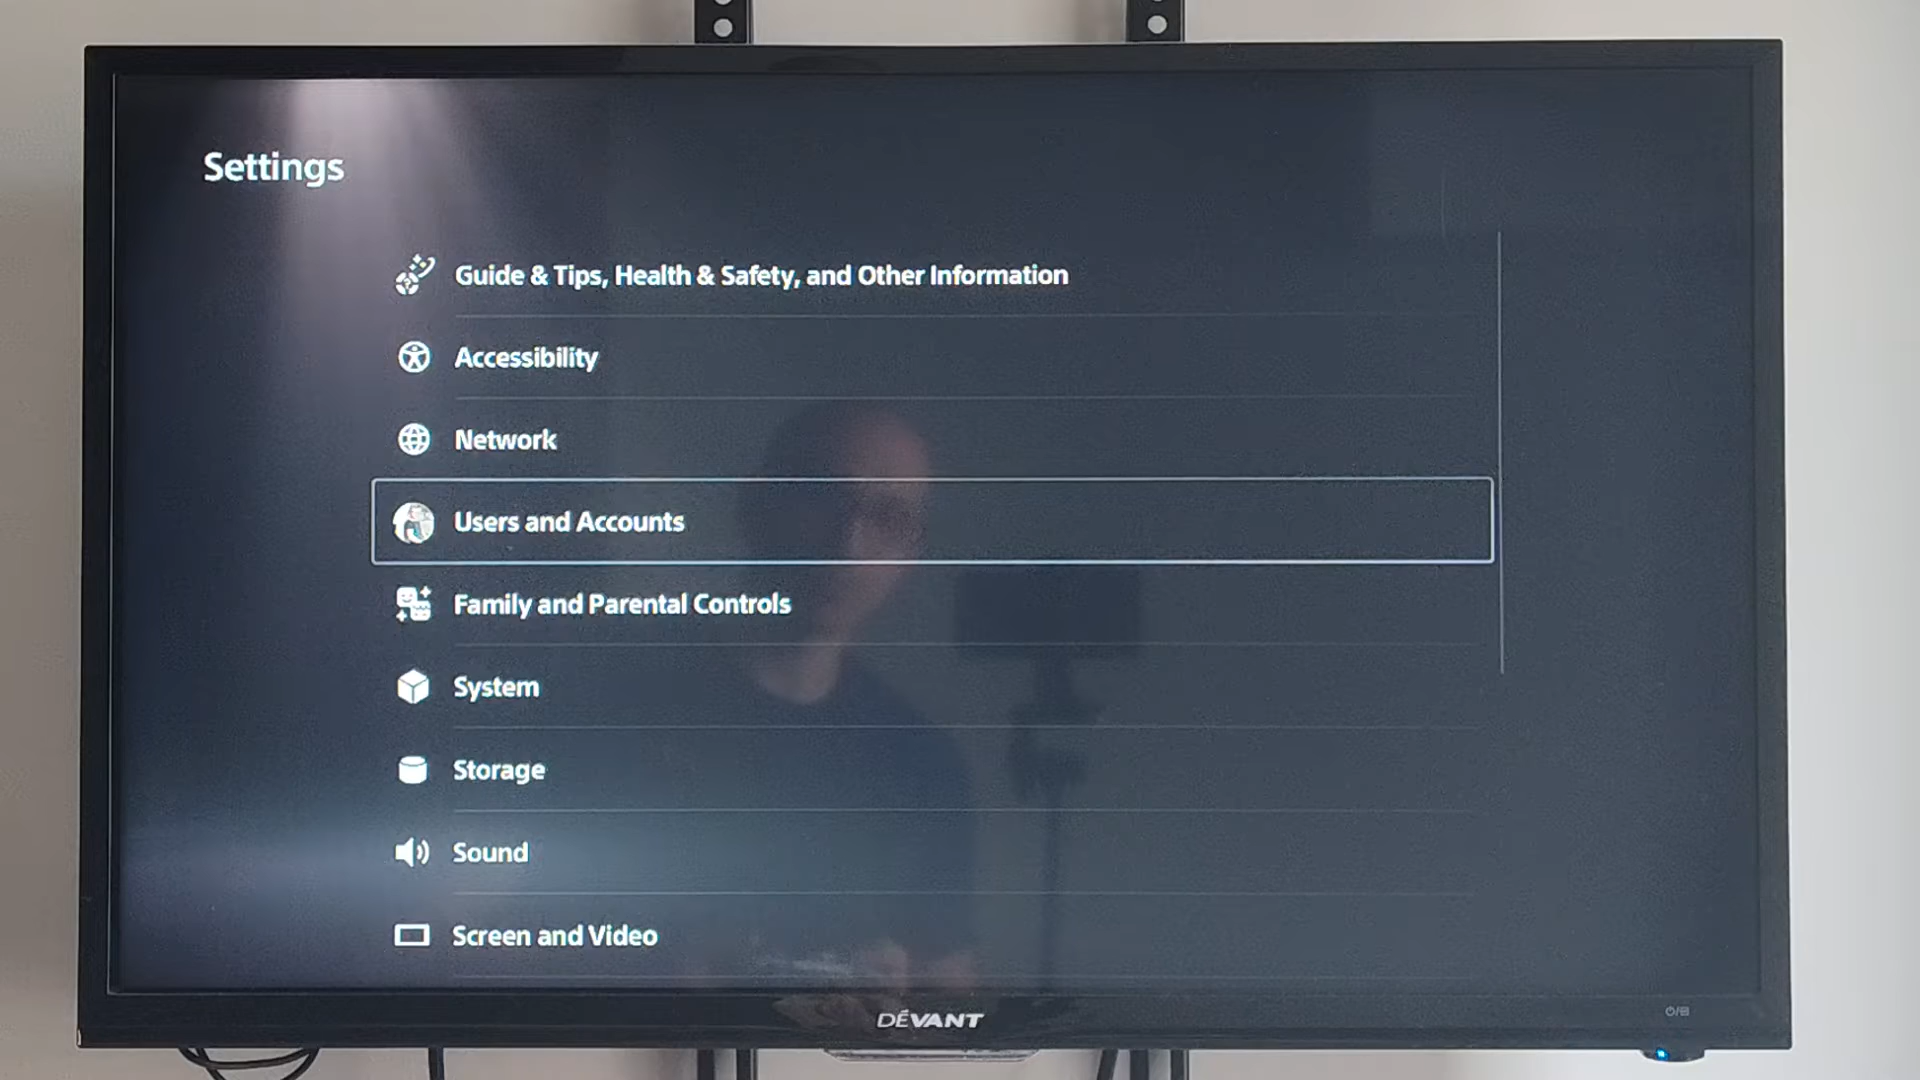 Settings
Guide & Tips, Health & Safety, and Other Information
Accessibility
Network
Users and Accounts
Family and Parental Controls
System
Storage
Sound
Screen and Video
DÉVANT